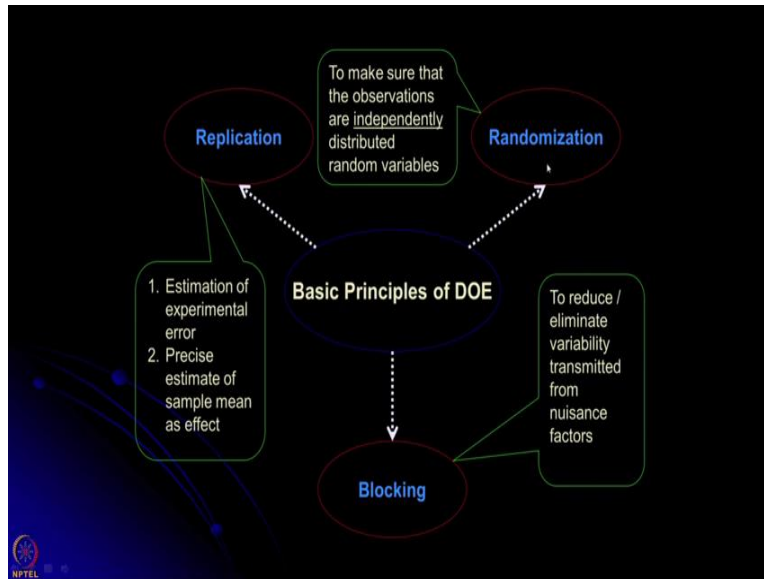 To make sure that
the observations
are independently
distributed
random variables
Replication
Randomization
Basic Principles of DOE
1. Estimation of
experimental
error
2. Precise
estimate of
sample mean
as effect
To reduce /
eliminate
variability
transmitted
from
nuisance
factors
Blocking
NPTEL